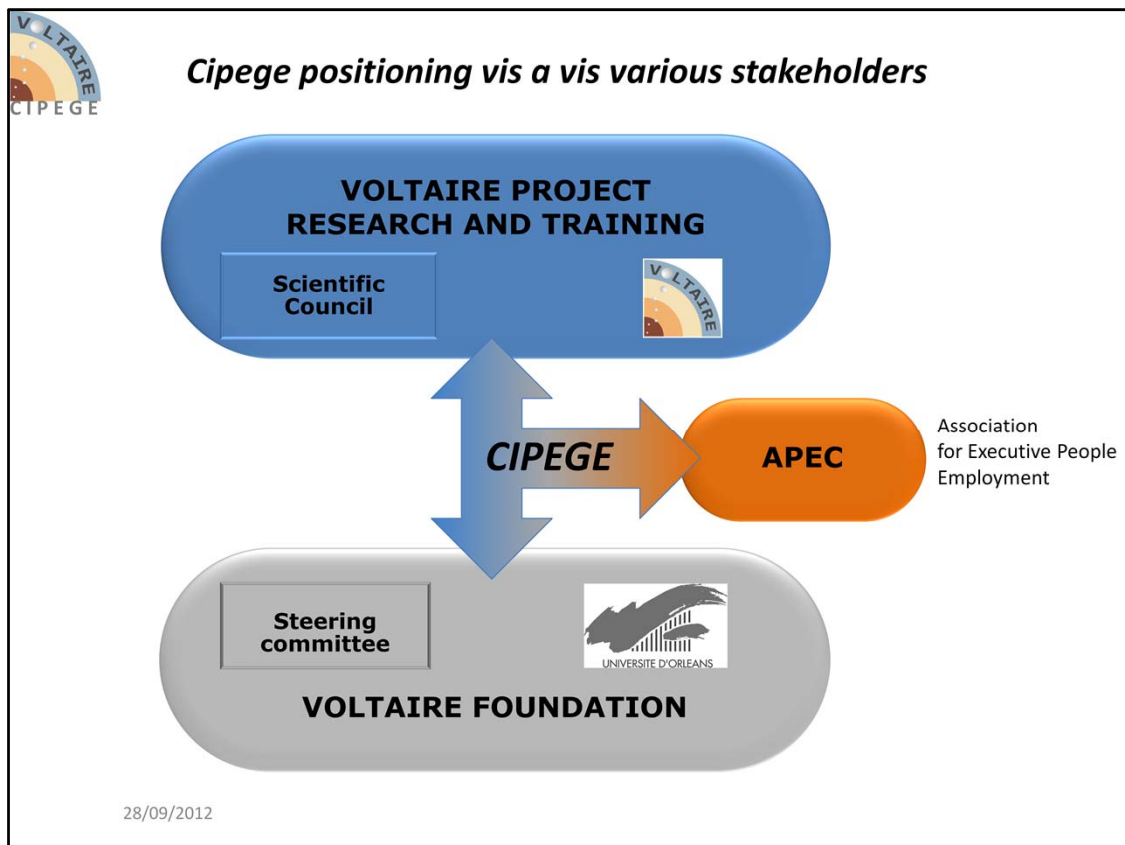 VOLTAIRE
CIPEGE
Cipege positioning vis a vis various stakeholders
VOLTAIRE PROJECT
RESEARCH AND TRAINING
Scientific
Council
VOLTAIRE
CIPEGE
APEC
Association
for Executive People
Employment
Steering
committee
UNIVERSITE D'ORLEANS
VOLTAIRE FOUNDATION
28/09/2012